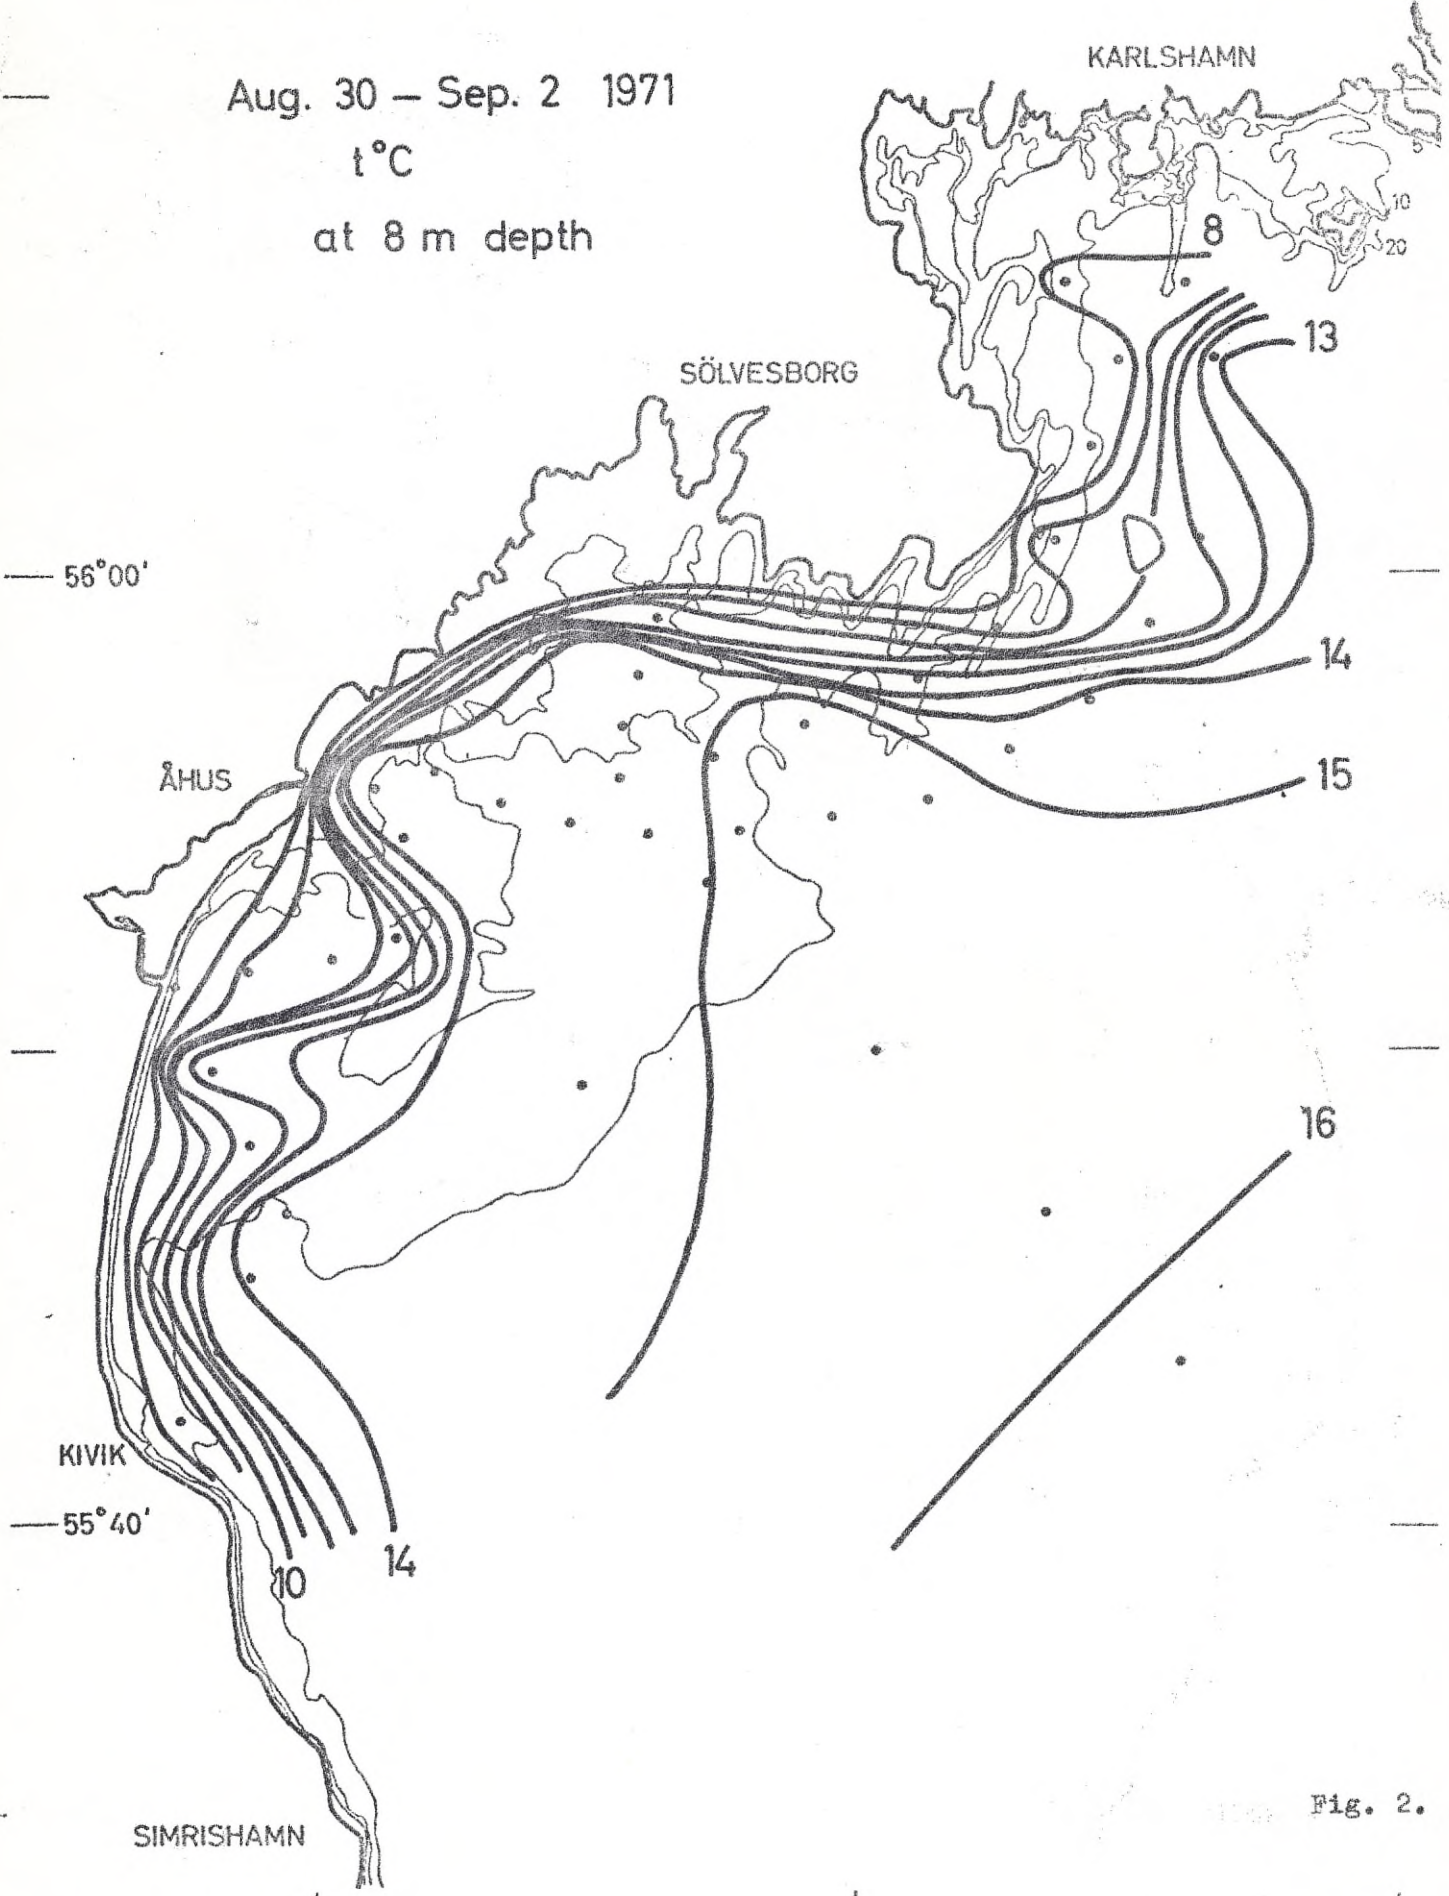 KARLSHAMN
Aug. 30 – Sep. 2 1971
t°C
at 8 m depth
5
10
20
8
13
SÖLVESBORG
56°00'
14
15
ÅHUS
16
KIVIK
55°40'
14
10
Fig. 2.
SIMRISHAMN